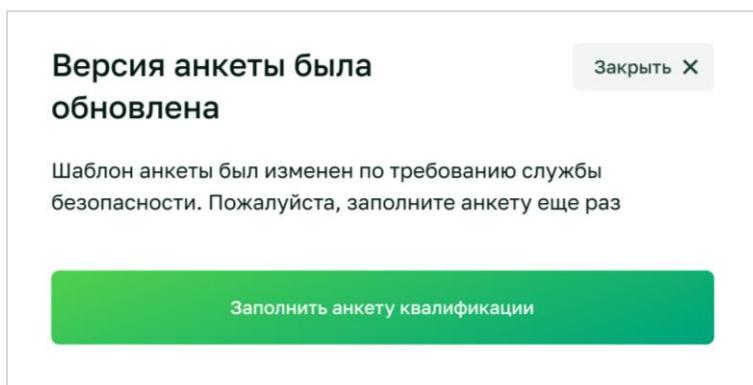 Версия анкеты была
обновлена
Закрыть ×
Шаблон анкеты был изменен по требованию службы
безопасности. Пожалуйста, заполните анкету еще раз
Заполнить анкету квалификации